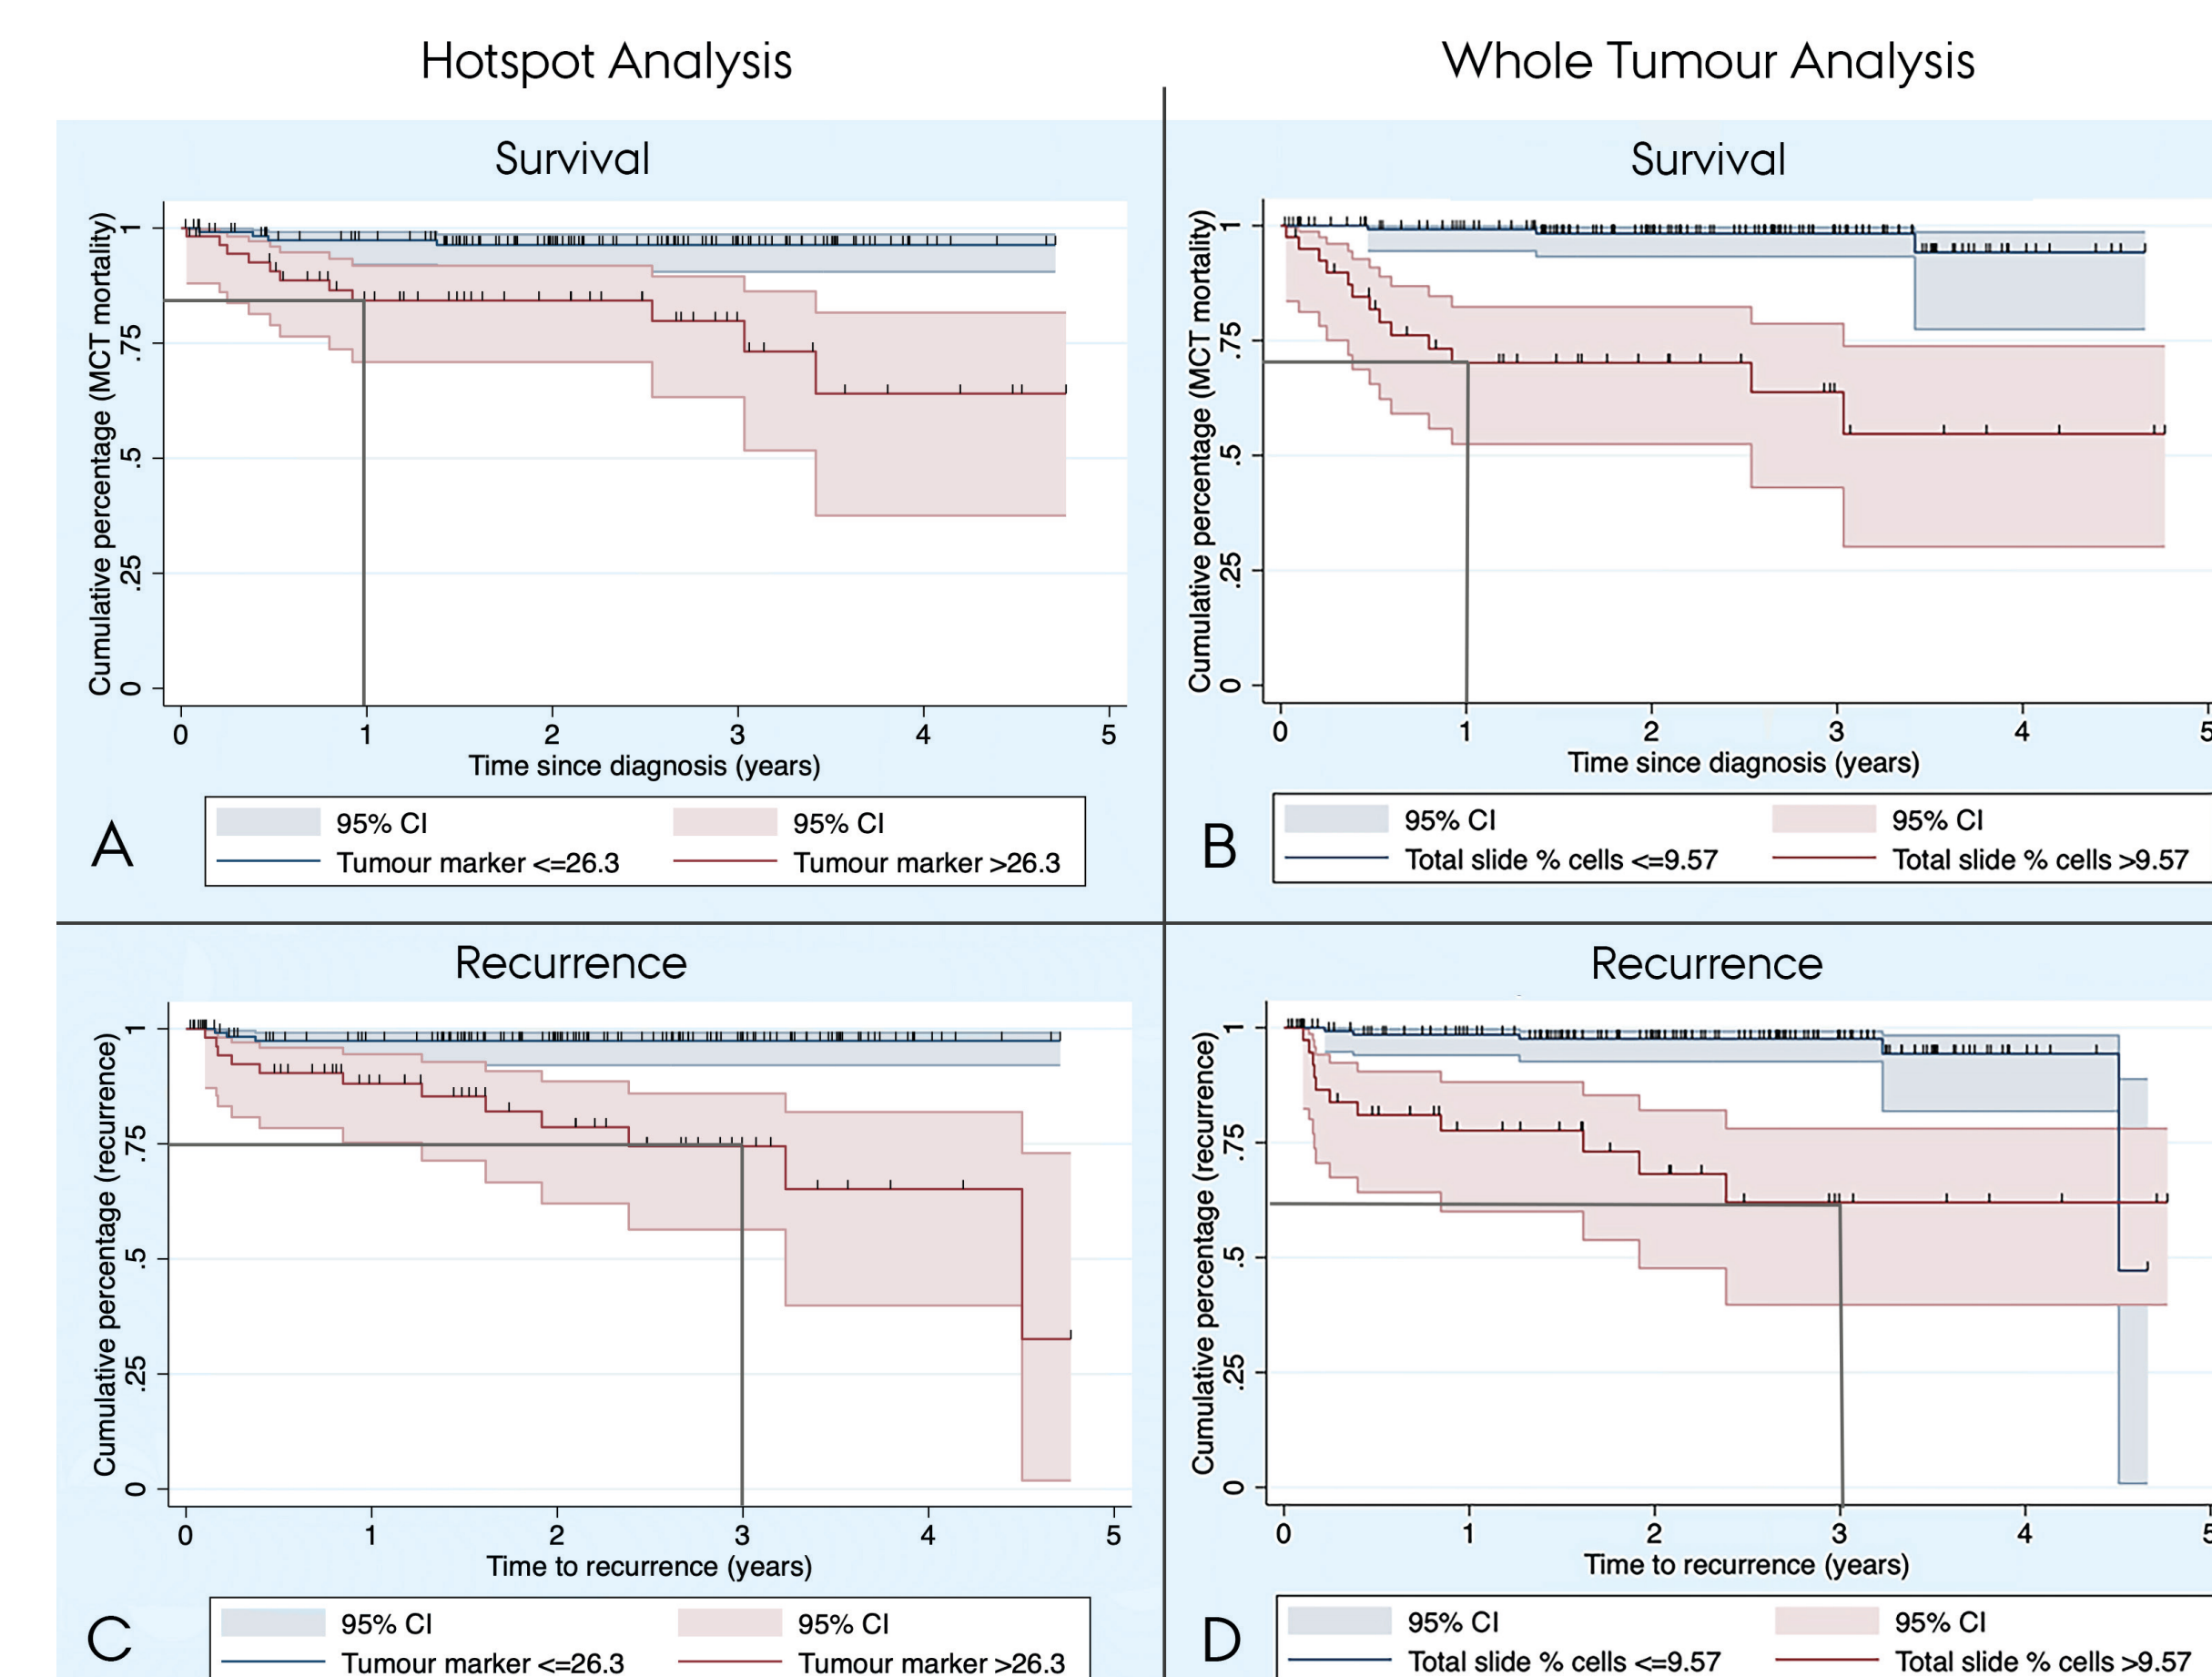 Hotspot Analysis
Whole Tumour Analysis
Survival
Cumulative percentage (MCT mortality)
1
.75
.5
.25
0
0 1 2 3 4 5
Time since diagnosis (years)
95% CI 95% CI
Tumour marker <=26.3 Tumour marker >26.3
A
Survival
Cumulative percentage (MCT mortality)
1
.75
.5
.25
0
0 1 2 3 4 5
Time since diagnosis (years)
95% CI 95% CI
Total slide % cells <=9.57 Total slide % cells >9.57
B
Recurrence
Cumulative percentage (recurrence)
1
.75
.5
.25
0
0 1 2 3 4 5
Time to recurrence (years)
95% CI 95% CI
Tumour marker <=26.3 Tumour marker >26.3
C
Recurrence
Cumulative percentage (recurrence)
1
.75
.5
.25
0
0 1 2 3 4 5
Time to recurrence (years)
95% CI 95% CI
Total slide % cells <=9.57 Total slide % cells >9.57
D